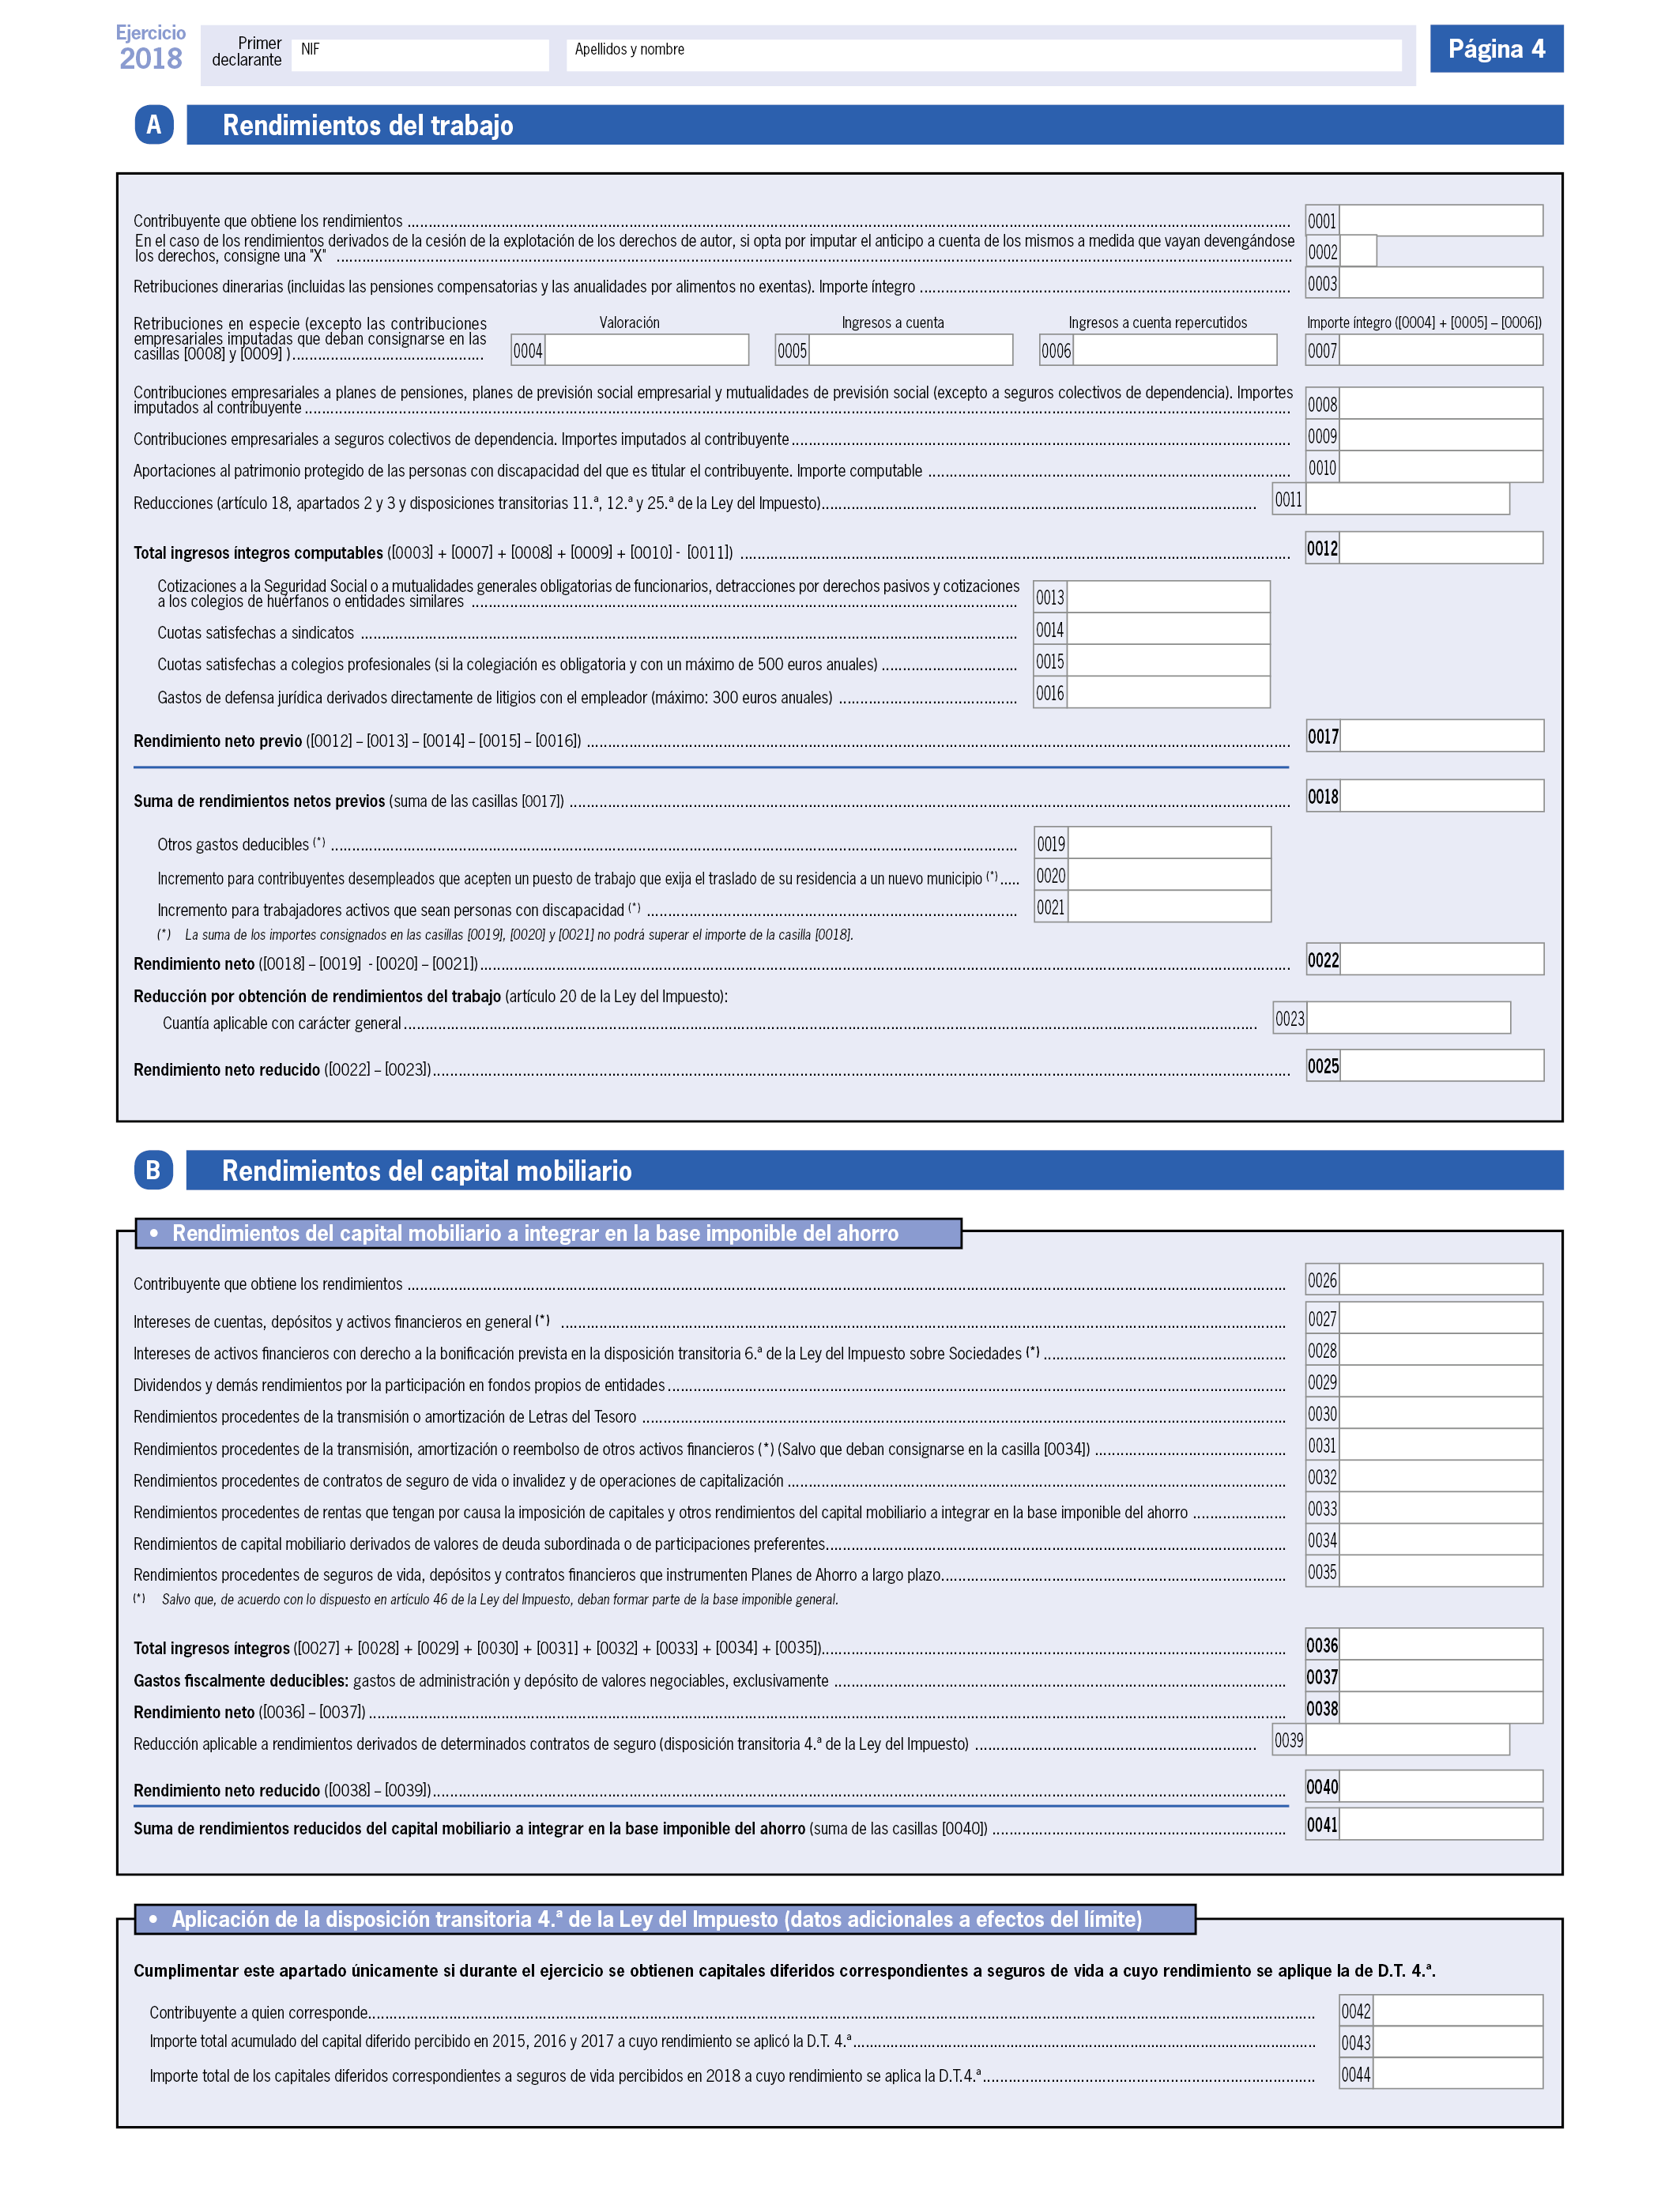 Ejercicio
2018
Primer
declarante
NIF
Apellidos y nombre
Página 4
A
Rendimientos del trabajo
Contribuyente que obtiene los rendimientos 0001
En el caso de los rendimientos derivados de la cesión de la explotación de los derechos de autor, si opta por imputar el anticipo a cuenta de los mismos a medida que vayan devengándose
los derechos, consigne una "X" 0002
Retribuciones dinerarias (incluidas las pensiones compensatorias y las anualidades por alimentos no exentas). Importe íntegro 0003
Retribuciones en especie (excepto las contribuciones
empresariales imputadas que deban consignarse en las
casillas [0008] y [0009] )
Valoración
0004
Ingresos a cuenta
0005
Ingresos a cuenta repercutidos
0006
Importe íntegro ([0004] + [0005] – [0006])
0007
Contribuciones empresariales a planes de pensiones, planes de previsión social empresarial y mutualidades de previsión social (excepto a seguros colectivos de dependencia). Importes
imputados al contribuyente 0008
Contribuciones empresariales a seguros colectivos de dependencia. Importes imputados al contribuyente 0009
Aportaciones al patrimonio protegido de las personas con discapacidad del que es titular el contribuyente. Importe computable 0010
Reducciones (artículo 18, apartados 2 y 3 y disposiciones transitorias 11.ª, 12.ª y 25.ª de la Ley del Impuesto) 0011
Total ingresos íntegros computables ([0003] + [0007] + [0008] + [0009] + [0010] - [0011]) 0012
Cotizaciones a la Seguridad Social o a mutualidades generales obligatorias de funcionarios, detracciones por derechos pasivos y cotizaciones
a los colegios de huérfanos o entidades similares 0013
Cuotas satisfechas a sindicatos 0014
Cuotas satisfechas a colegios profesionales (si la colegiación es obligatoria y con un máximo de 500 euros anuales) 0015
Gastos de defensa jurídica derivados directamente de litigios con el empleador (máximo: 300 euros anuales) 0016
Rendimiento neto previo ([0012] – [0013] – [0014] – [0015] – [0016]) 0017
Suma de rendimientos netos previos (suma de las casillas [0017]) 0018
Otros gastos deducibles (*) 0019
Incremento para contribuyentes desempleados que acepten un puesto de trabajo que exija el traslado de su residencia a un nuevo municipio (*) 0020
Incremento para trabajadores activos que sean personas con discapacidad (*) 0021
(*) La suma de los importes consignados en las casillas [0019], [0020] y [0021] no podrá superar el importe de la casilla [0018].
Rendimiento neto ([0018] – [0019] - [0020] – [0021]) 0022
Reducción por obtención de rendimientos del trabajo (artículo 20 de la Ley del Impuesto):
Cuantía aplicable con carácter general 0023
Rendimiento neto reducido ([0022] – [0023]) 0025
B
Rendimientos del capital mobiliario
• Rendimientos del capital mobiliario a integrar en la base imponible del ahorro
Contribuyente que obtiene los rendimientos 0026
Intereses de cuentas, depósitos y activos financieros en general (*) 0027
Intereses de activos financieros con derecho a la bonificación prevista en la disposición transitoria 6.ª de la Ley del Impuesto sobre Sociedades (*) 0028
Dividendos y demás rendimientos por la participación en fondos propios de entidades 0029
Rendimientos procedentes de la transmisión o amortización de Letras del Tesoro 0030
Rendimientos procedentes de la transmisión, amortización o reembolso de otros activos financieros (*) (Salvo que deban consignarse en la casilla [0034]) 0031
Rendimientos procedentes de contratos de seguro de vida o invalidez y de operaciones de capitalización 0032
Rendimientos procedentes de rentas que tengan por causa la imposición de capitales y otros rendimientos del capital mobiliario a integrar en la base imponible del ahorro 0033
Rendimientos de capital mobiliario derivados de valores de deuda subordinada o de participaciones preferentes 0034
Rendimientos procedentes de seguros de vida, depósitos y contratos financieros que instrumenten Planes de Ahorro a largo plazo 0035
(*) Salvo que, de acuerdo con lo dispuesto en artículo 46 de la Ley del Impuesto, deban formar parte de la base imponible general.
Total ingresos íntegros ([0027] + [0028] + [0029] + [0030] + [0031] + [0032] + [0033] + [0034] + [0035]) 0036
Gastos fiscalmente deducibles: gastos de administración y depósito de valores negociables, exclusivamente 0037
Rendimiento neto ([0036] – [0037]) 0038
Reducción aplicable a rendimientos derivados de determinados contratos de seguro (disposición transitoria 4.ª de la Ley del Impuesto) 0039
Rendimiento neto reducido ([0038] – [0039]) 0040
Suma de rendimientos reducidos del capital mobiliario a integrar en la base imponible del ahorro (suma de las casillas [0040]) 0041
• Aplicación de la disposición transitoria 4.ª de la Ley del Impuesto (datos adicionales a efectos del límite)
Cumplimentar este apartado únicamente si durante el ejercicio se obtienen capitales diferidos correspondientes a seguros de vida a cuyo rendimiento se aplique la de D.T. 4.ª.
Contribuyente a quien corresponde 0042
Importe total acumulado del capital diferido percibido en 2015, 2016 y 2017 a cuyo rendimiento se aplicó la D.T. 4.ª 0043
Importe total de los capitales diferidos correspondientes a seguros de vida percibidos en 2018 a cuyo rendimiento se aplica la D.T.4.ª 0044